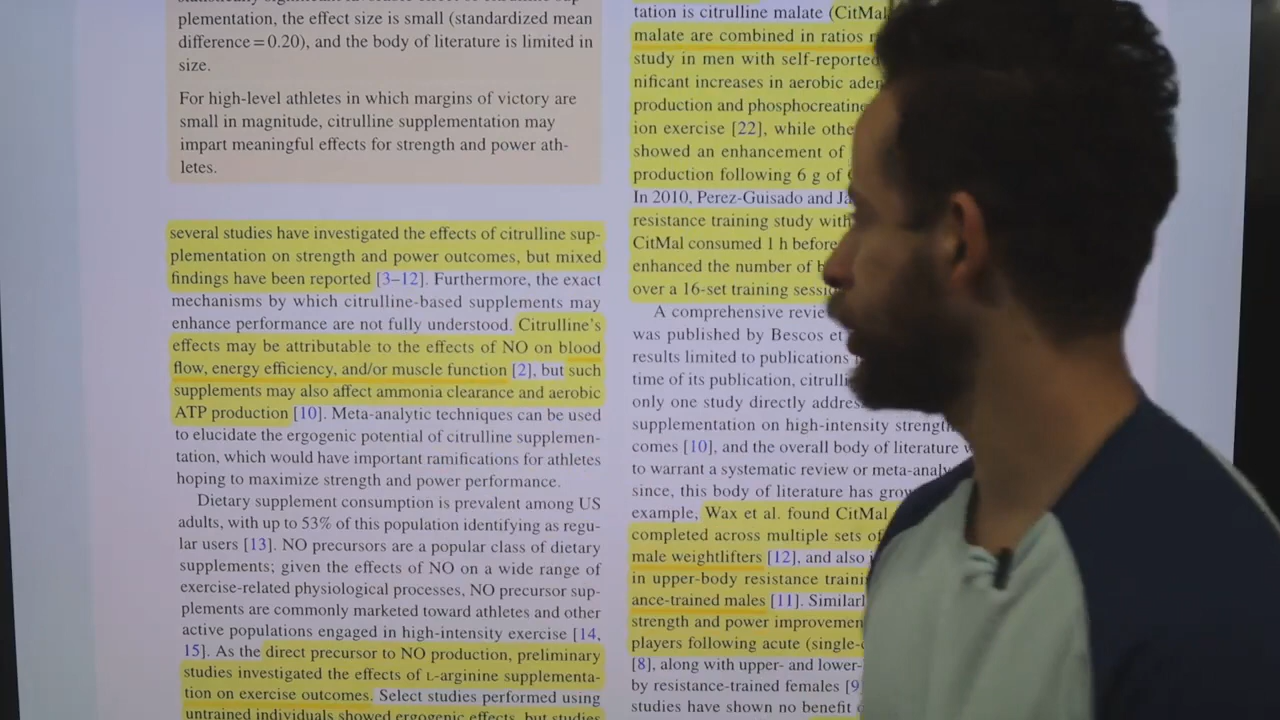 plementation, the effect size is small (standardized mean
difference = 0.20), and the body of literature is limited in
size.
For high-level athletes in which margins of victory are
small in magnitude, citrulline supplementation may
impart meaningful effects for strength and power ath-
letes.
several studies have investigated the effects of citrulline sup-
plementation on strength and power outcomes, but mixed
findings have been reported [3–12]. Furthermore, the exact
mechanisms by which citrulline-based supplements may
enhance performance are not fully understood. Citrulline's
effects may be attributable to the effects of NO on blood
flow, energy efficiency, and/or muscle function [2], but such
supplements may also affect ammonia clearance and aerobic
ATP production [10]. Meta-analytic techniques can be used
to elucidate the ergogenic potential of citrulline supplemen-
tation, which would have important ramifications for athletes
hoping to maximize strength and power performance.
Dietary supplement consumption is prevalent among US
adults, with up to 53% of this population identifying as regu-
lar users [13]. NO precursors are a popular class of dietary
supplements; given the effects of NO on a wide range of
exercise-related physiological processes, NO precursor sup-
plements are commonly marketed toward athletes and other
active populations engaged in high-intensity exercise [14,
15]. As the direct precursor to NO production, preliminary
studies investigated the effects of L-arginine supplementa-
tion on exercise outcomes. Select studies performed using
untrained individuals showed ergogenic effects, but studies
tation is citrulline malate (CitMal
malate are combined in ratios
study in men with self-reported
nificant increases in aerobic aden
production and phosphocreatine
ion exercise [22], while othe
showed an enhancement of
production following 6 g of
In 2010, Perez-Guisado and Ja
resistance training study with
CitMal consumed 1 h before
enhanced the number of b
over a 16-set training sessi
A comprehensive revie
was published by Bescos et
results limited to publications
time of its publication, citrulli
only one study directly addres
supplementation on high-intensity strength
comes [10], and the overall body of literature
to warrant a systematic review or meta-analy
since, this body of literature has grow
example, Wax et al. found CitMal
completed across multiple sets of
male weightlifters [12], and also i
in upper-body resistance traini
ance-trained males [11]. Similarl
strength and power improvemen
players following acute (single-
[8], along with upper- and lower-
by resistance-trained females [9
studies have shown no benefit